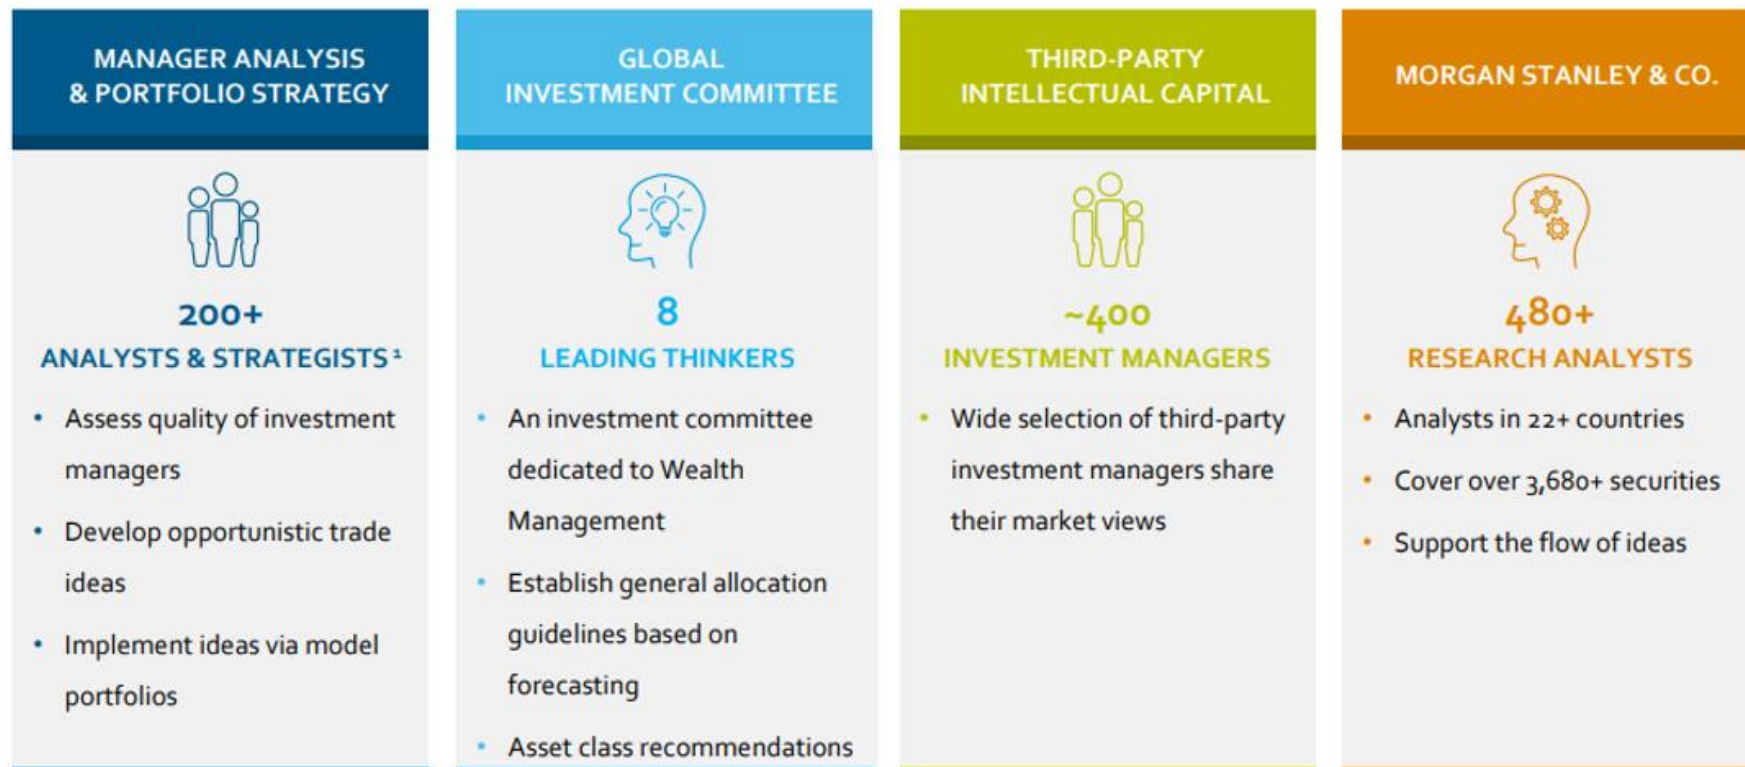 MANAGER ANALYSIS
& PORTFOLIO STRATEGY
200+
ANALYSTS & STRATEGISTS¹
• Assess quality of investment
managers
• Develop opportunistic trade
ideas
• Implement ideas via model
portfolios
GLOBAL
INVESTMENT COMMITTEE
8
LEADING THINKERS
• An investment committee
dedicated to Wealth
Management
• Establish general allocation
guidelines based on
forecasting
• Asset class recommendations
THIRD-PARTY
INTELLECTUAL CAPITAL
~400
INVESTMENT MANAGERS
• Wide selection of third-party
investment managers share
their market views
MORGAN STANLEY & CO.
480+
RESEARCH ANALYSTS
• Analysts in 22+ countries
• Cover over 3,680+ securities
• Support the flow of ideas